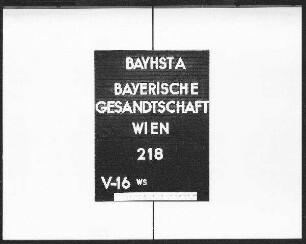 BAYHSTA
BAYERISCHE
GESANDTSCHAFT
WIEN
218
V-16 WS